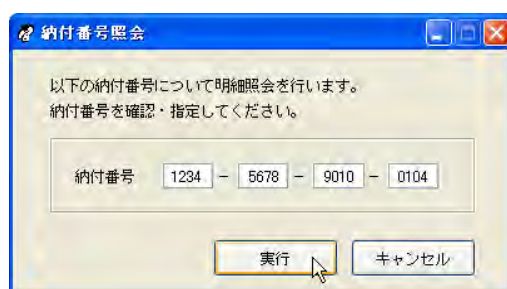 納付番号照会
以下の納付番号について明細照会を行います。
納付番号を確認・指定してください。
納付番号 1234 - 5678 - 9010 - 0104
実行 キャンセル